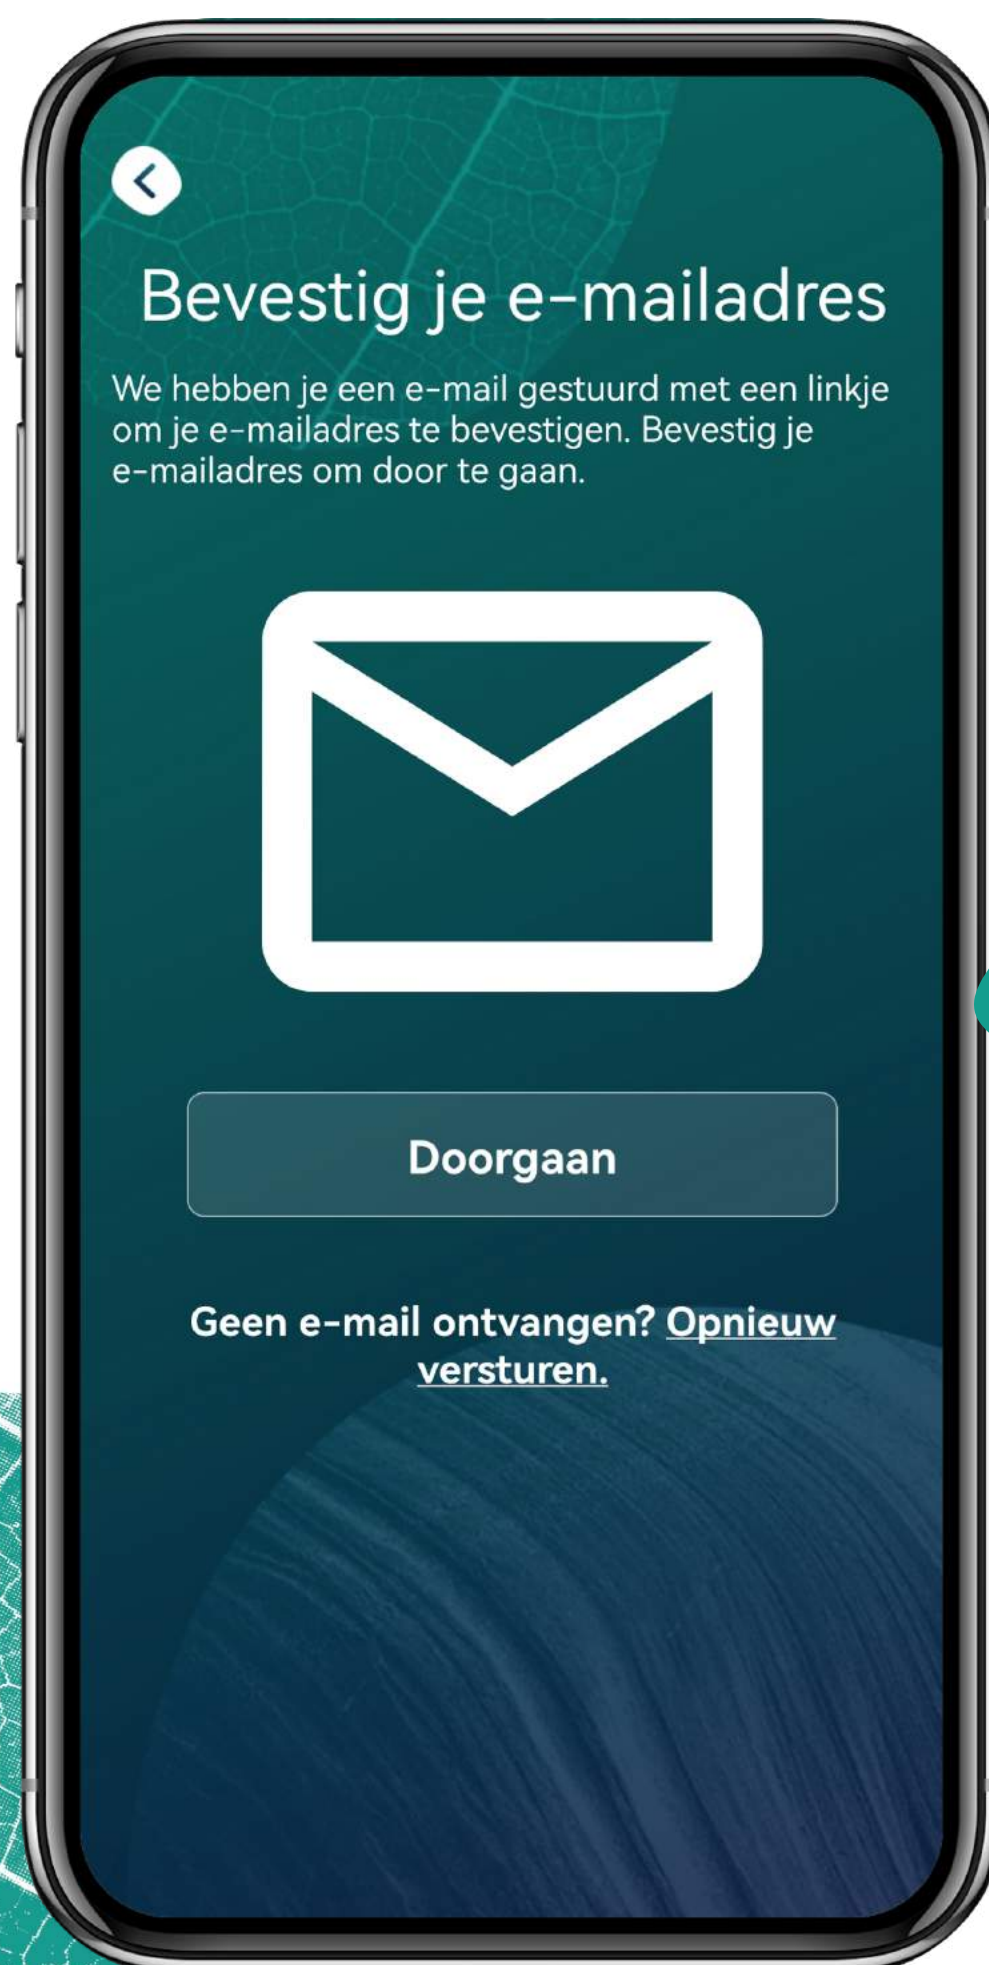 Bevestig je e-mailadres
We hebben je een e-mail gestuurd met een linkje
om je e-mailadres te bevestigen. Bevestig je
e-mailadres om door te gaan.
Doorgaan
Geen e-mail ontvangen? Opnieuw
versturen.